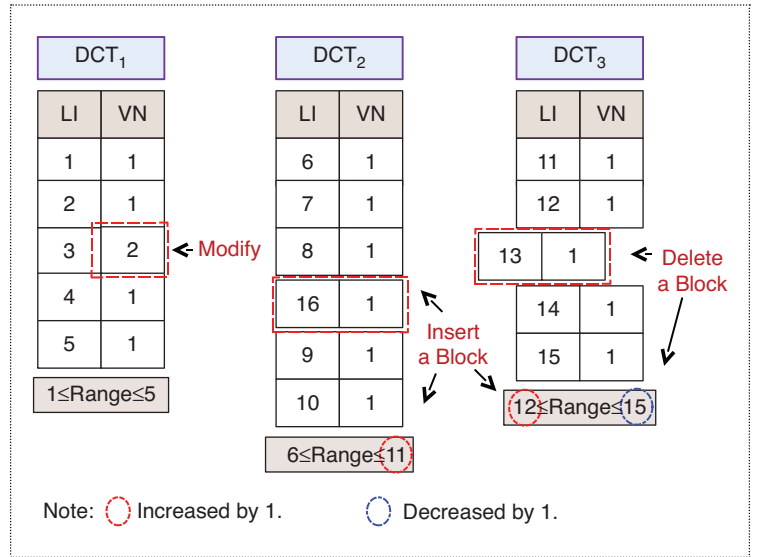 DCT1
LI VN
1 1
2 1
3 2
4 1
5 1
1≤Range≤5
Modify
DCT2
LI VN
6 1
7 1
8 1
16 1
9 1
10 1
6≤Range≤11
Insert
a Block
DCT3
LI VN
11 1
12 1
13 1
14 1
15 1
12≤Range≤15
Delete
a Block
Note: Increased by 1. Decreased by 1.